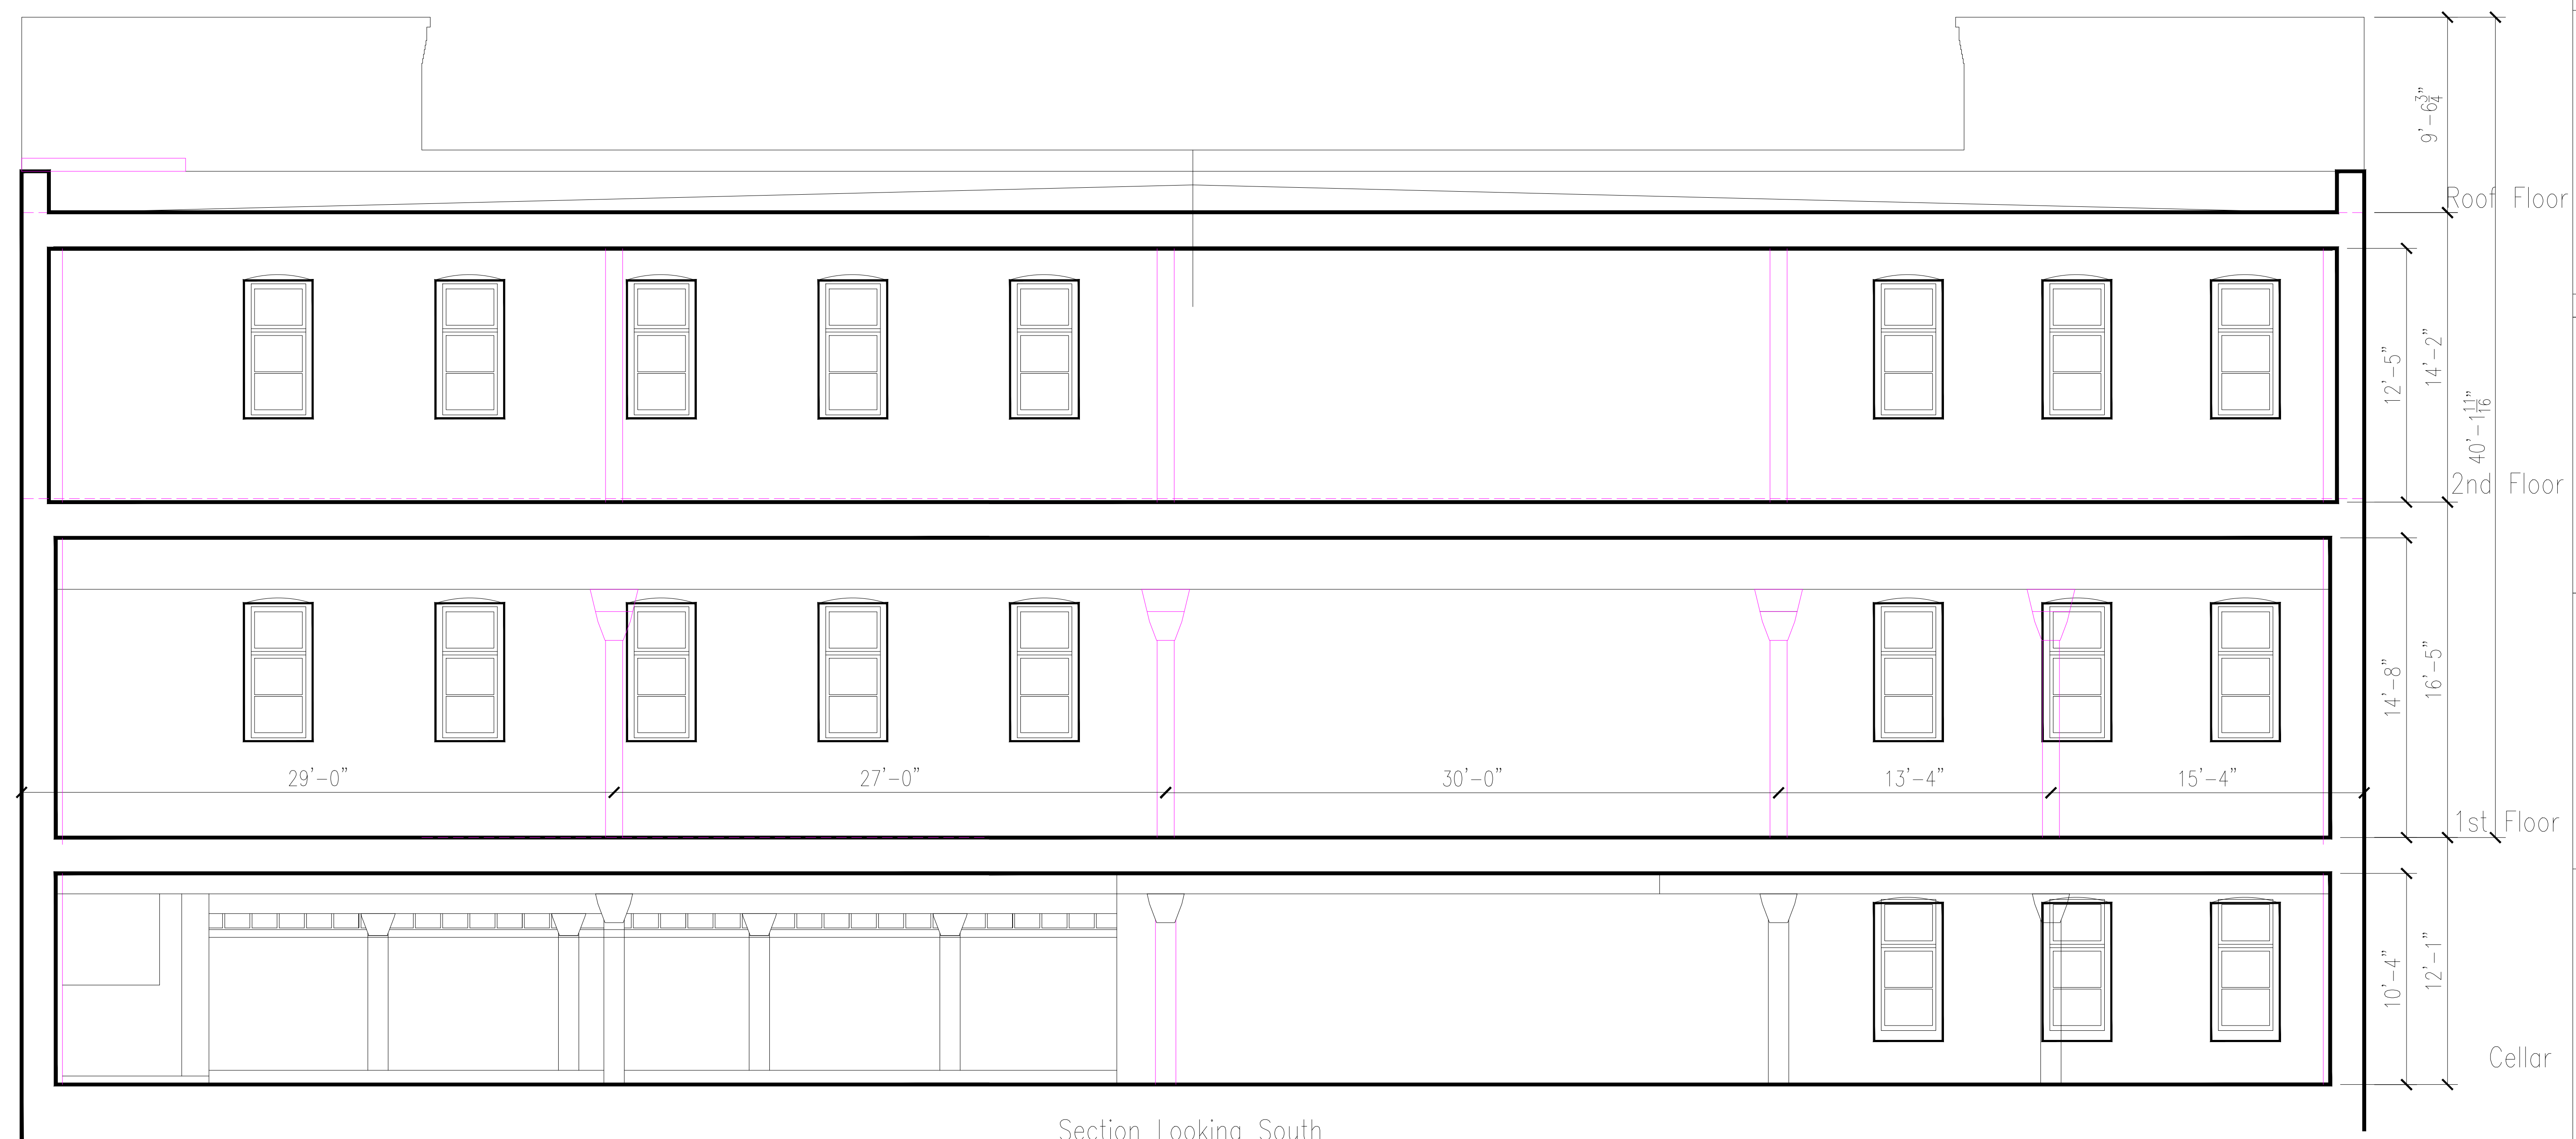 9'-6 3/4"
Roof Floor
12'-5"
14'-2"
40'-1 11/16"
2nd Floor
14'-8"
16'-5"
29'-0"
27'-0"
30'-0"
13'-4"
15'-4"
1st Floor
10'-4"
12'-1"
Cellar
Section Looking South